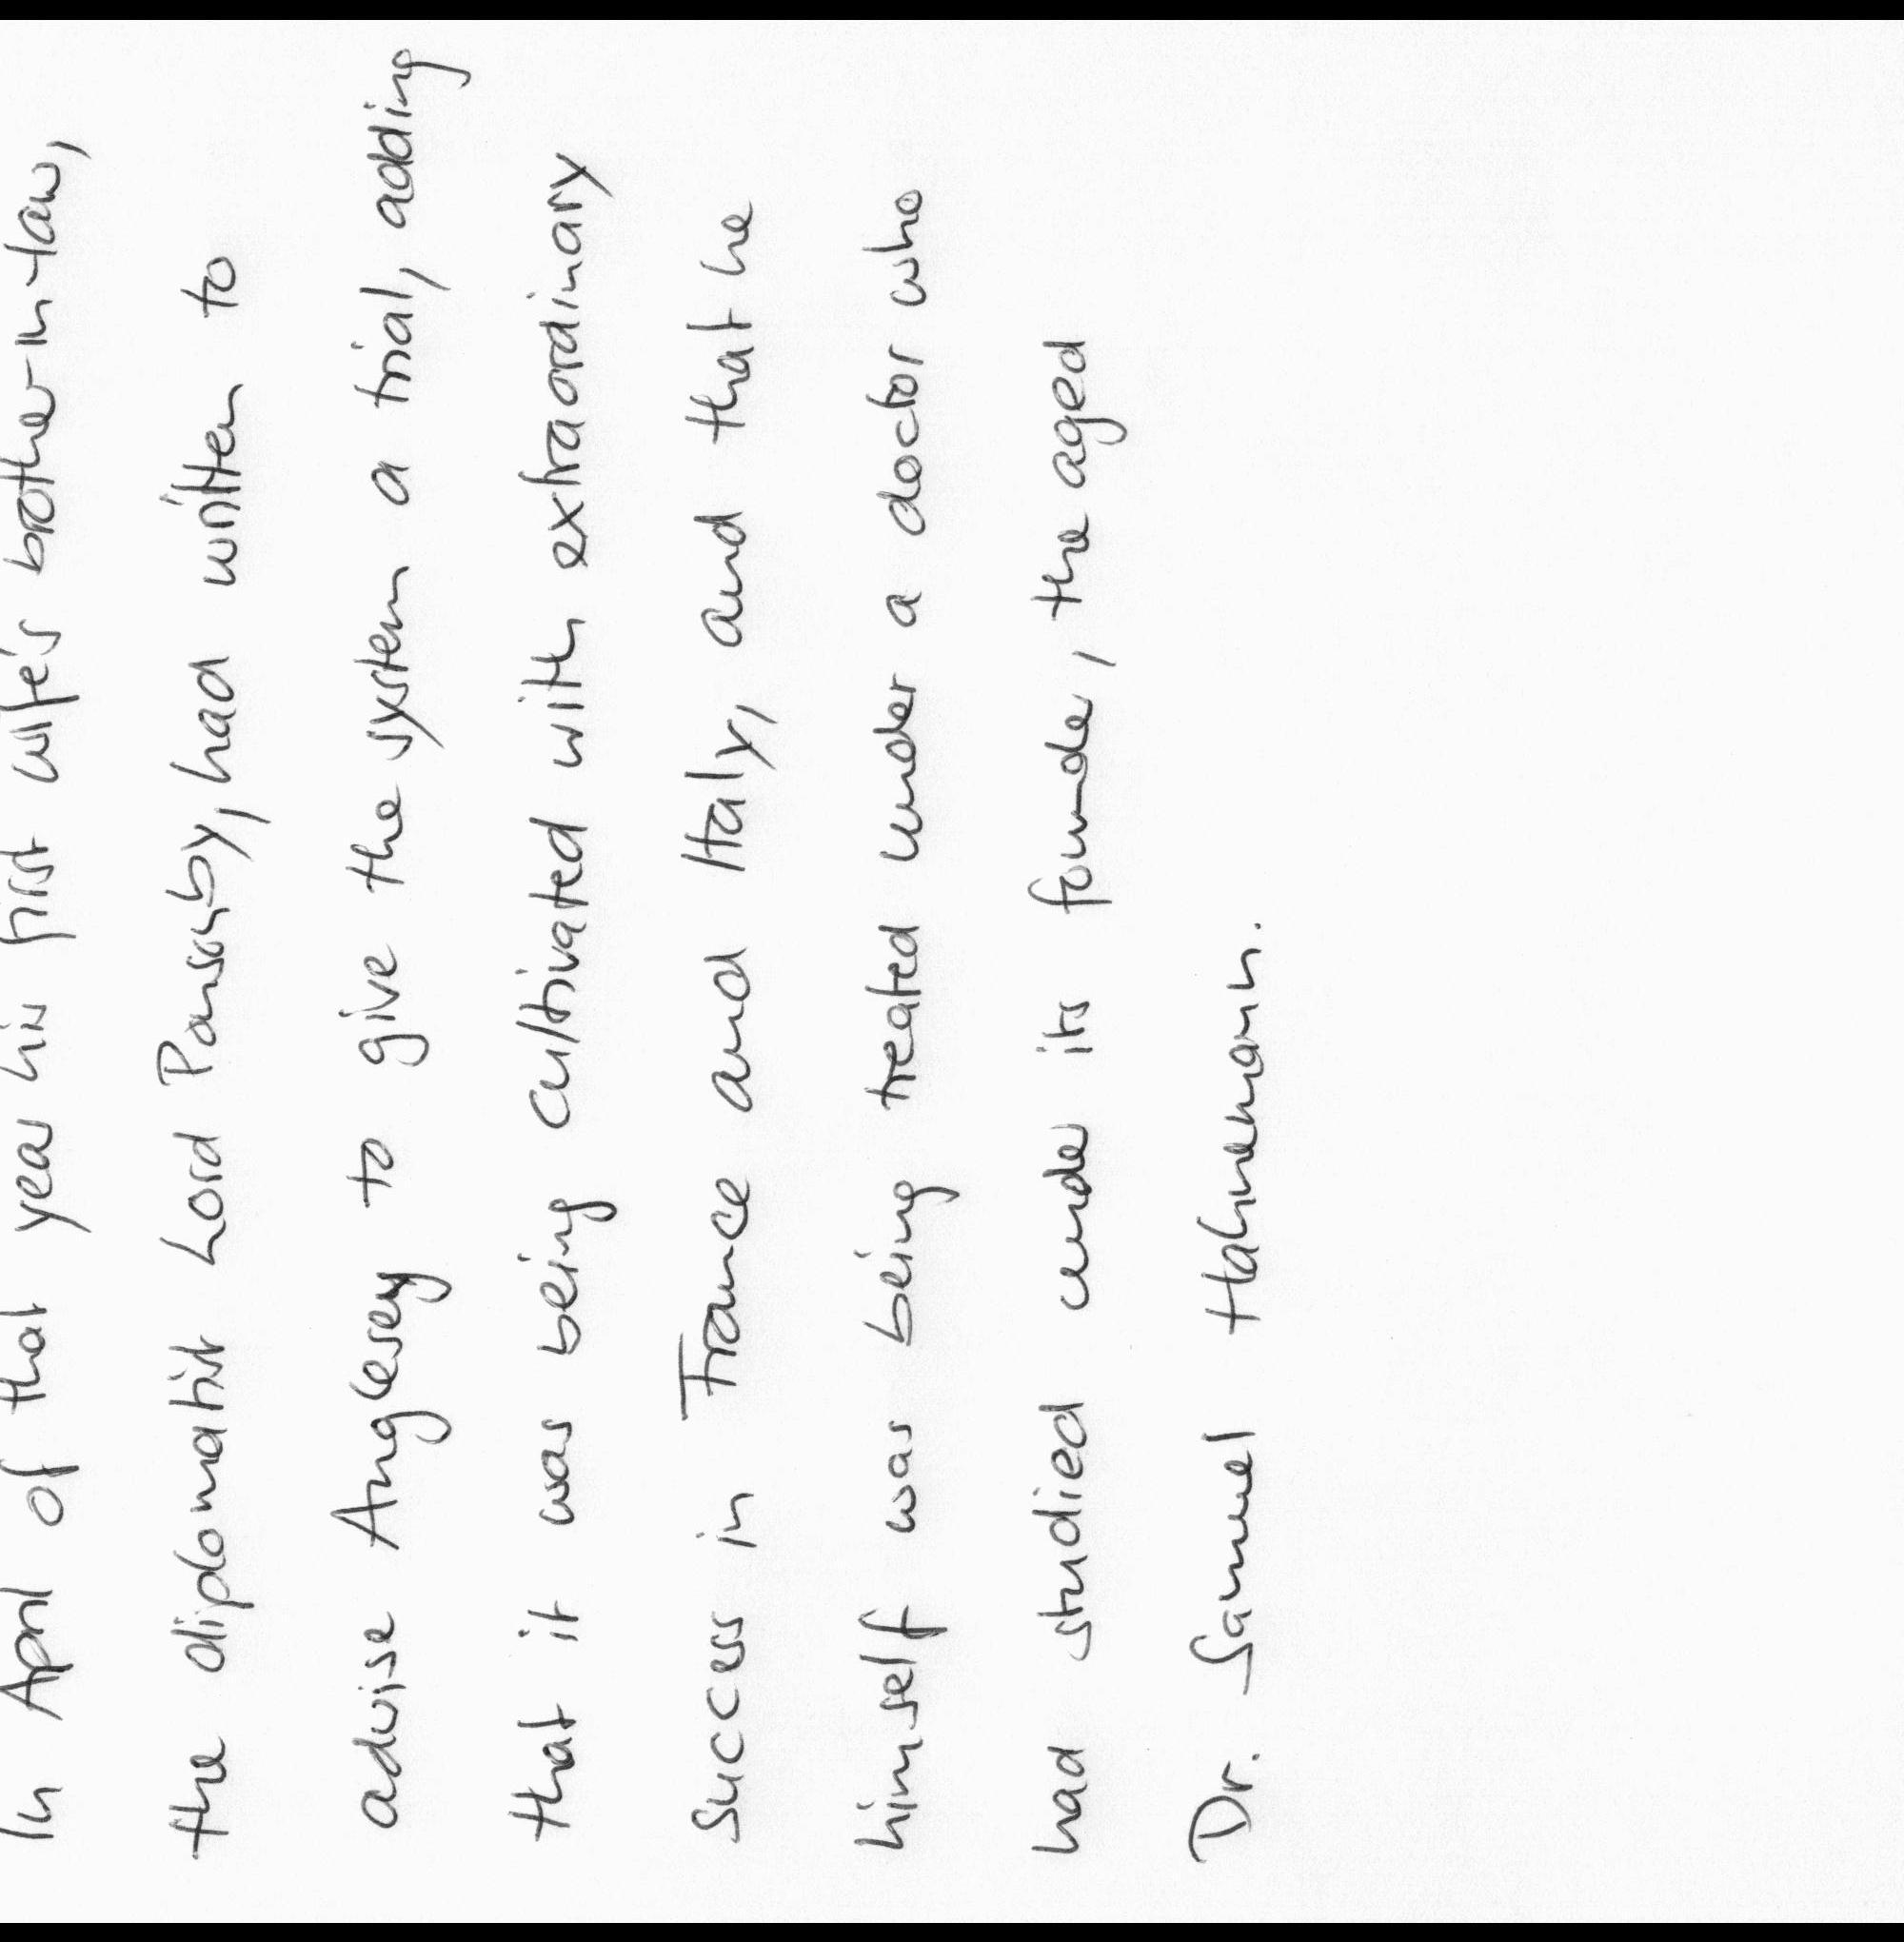 In April of that year his first wife's brother-in-law,
the diplomatist Lord Ponsonby, had written to
advise Anglesey to give the system a trial, adding
that it was being cultivated with extraordinary
success in France and Italy, and that he
himself was being treated under a doctor who
had studied under its founder, the aged
Dr. Samuel Hahnemann.